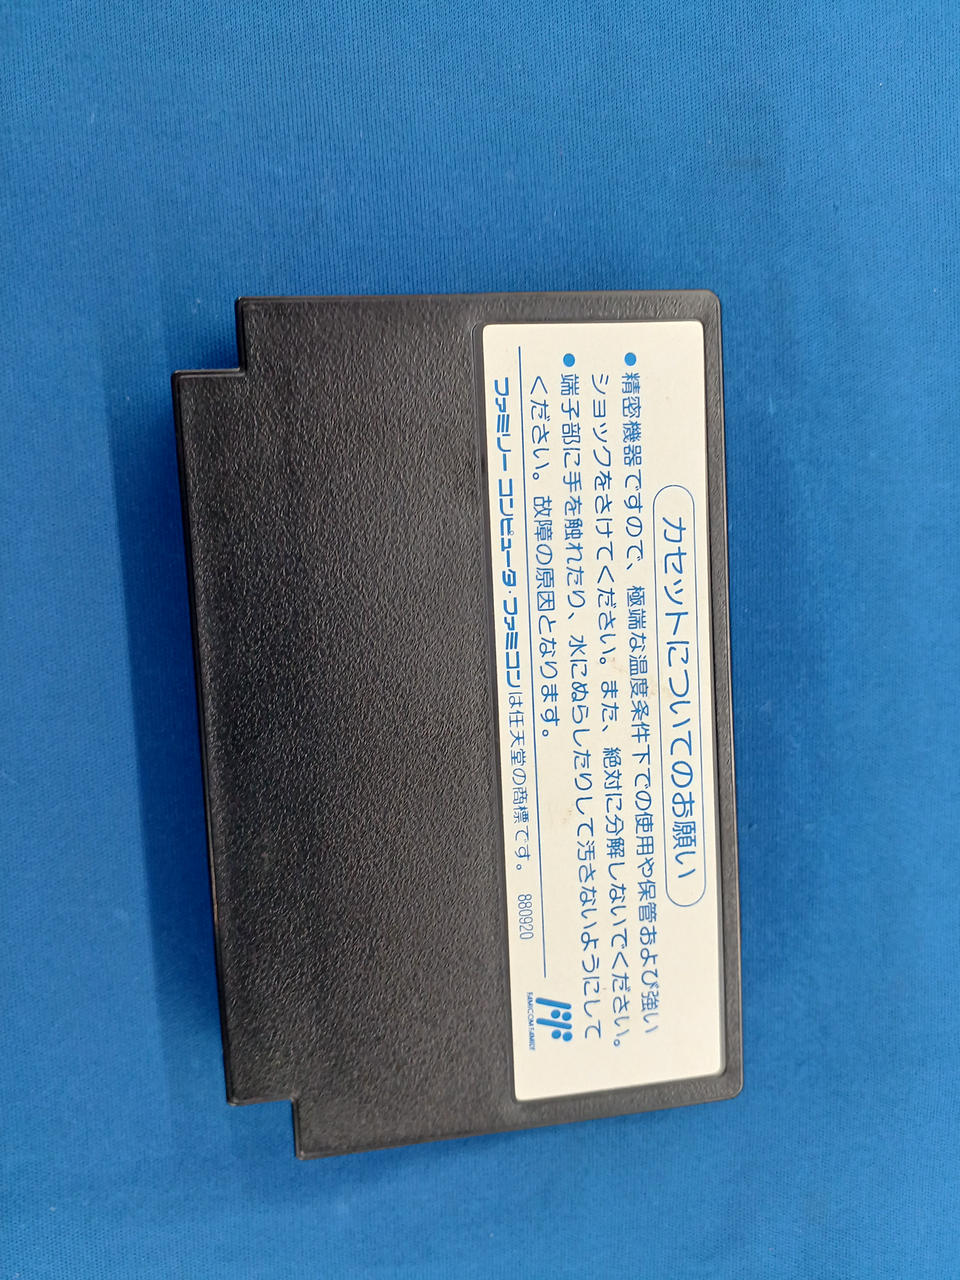 カセットについてのお願い
●精密機器ですので、極端な温度条件下での使用や保管および強い
ショックをさけてください。また、絶対に分解しないでください。
●端子部に手を触れたり、水にぬらしたりして汚さないようにして
ください。故障の原因となります。
ファミリーコンピュータ・ファミコンは任天堂の商標です。 880920
FAMICOM FAMILY